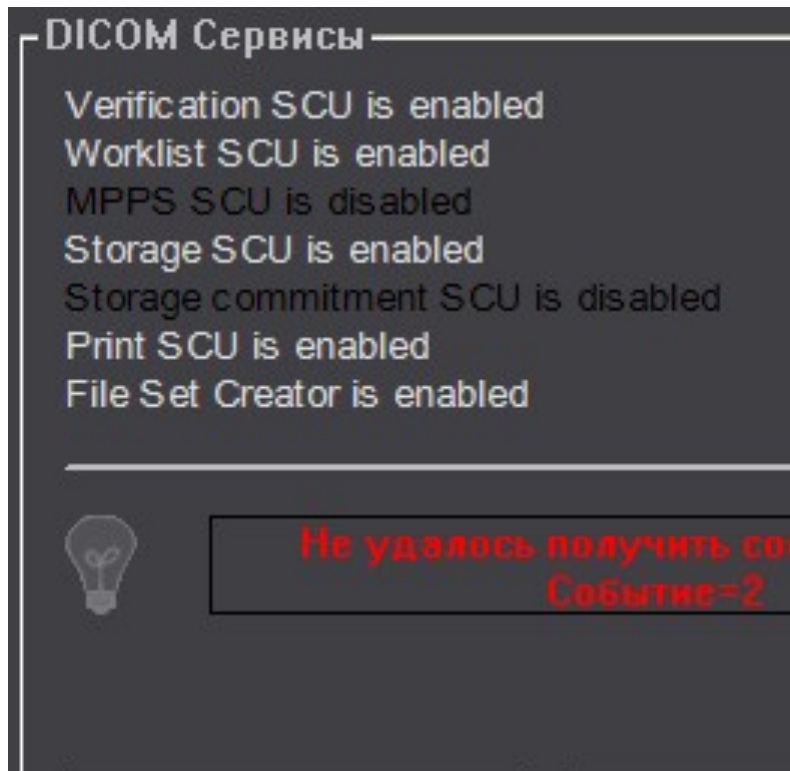 DICOM Сервисы
Verification SCU is enabled
Worklist SCU is enabled
MPPS SCU is disabled
Storage SCU is enabled
Storage commitment SCU is disabled
Print SCU is enabled
File Set Creator is enabled
Не удалось получить
Событие=2